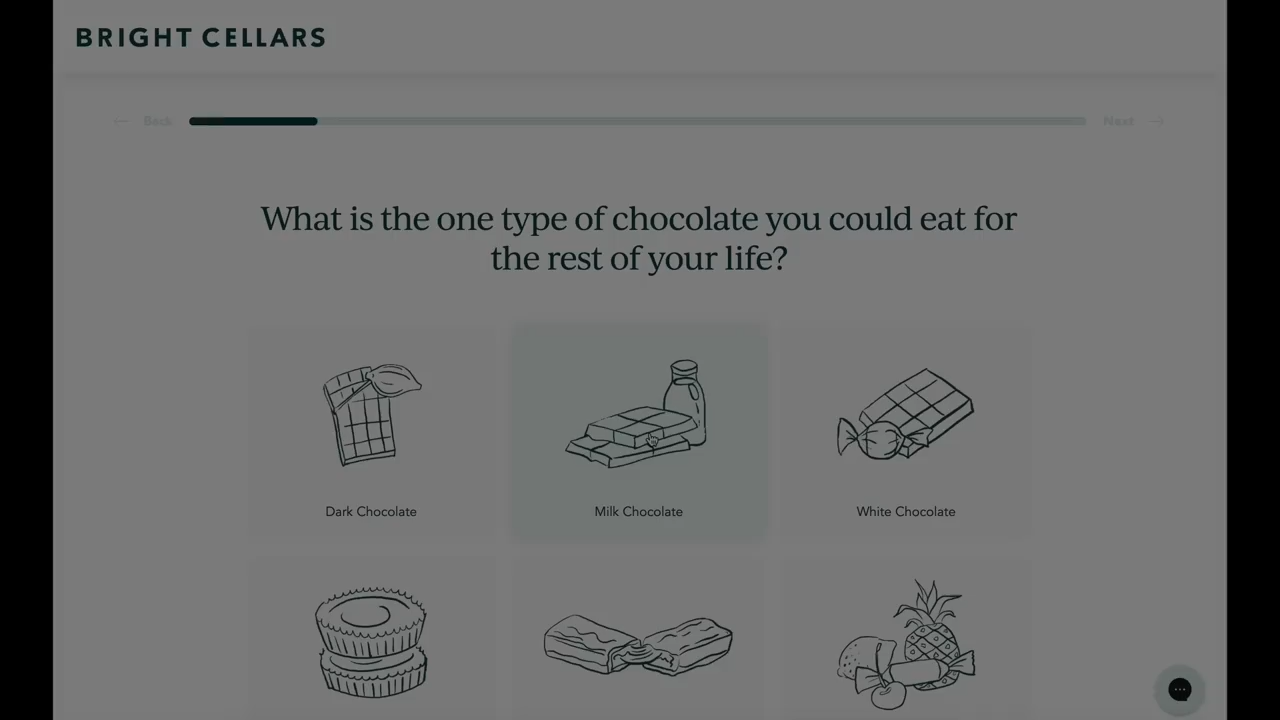 BRIGHT CELLARS
Back
Next
What is the one type of chocolate you could eat for
the rest of your life?
Dark Chocolate
Milk Chocolate
White Chocolate